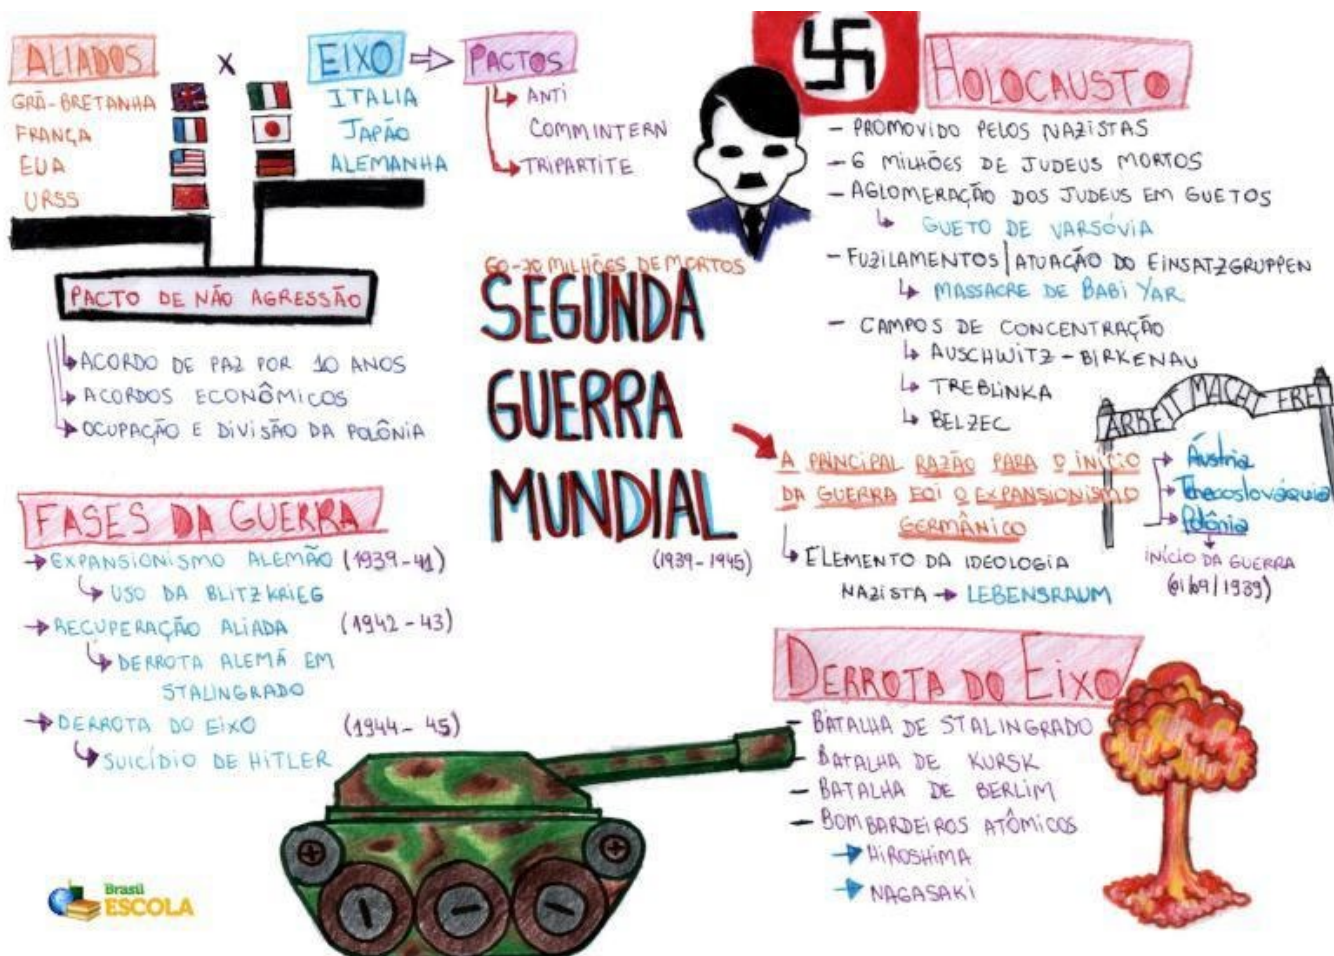 ALIADOS
X
EIXO
PACTOS
GRÃ-BRETANHA
FRANÇA
EUA
URSS
ITALIA
JAPÃO
ALEMANHA
ANTI
COMMINTERN
TRIPARTITE
PACTO DE NÃO AGRESSÃO
ACORDO DE PAZ POR 10 ANOS
ACORDOS ECONÔMICOS
OCUPAÇÃO E DIVISÃO DA POLÔNIA
HOLOCAUSTO
- PROMOVIDO PELOS NAZISTAS
- 6 MILHÕES DE JUDEUS MORTOS
- AGLOMERAÇÃO DOS JUDEUS EM GUETOS
GUETO DE VARSÓVIA
- FUZILAMENTOS/ATUAÇÃO DO EINSATZGRUPPEN
MASSACRE DE BABI YAR
- CAMPOS DE CONCENTRAÇÃO
AUSCHWITZ-BIRKENAU
TREBLINKA
BELZEC
ARBEIT MACHT FREI
60-70 MILHÕES DE MORTOS
SEGUNDA
GUERRA
MUNDIAL
(1939-1945)
A PRINCIPAL RAZÃO PARA O INÍCIO
DA GUERRA FOI O EXPANSIONISMO
GERMÂNICO
ELEMENTO DA IDEOLOGIA
NAZISTA → LEBENSRAUM
Áustria
Tchecoslováquia
Polônia
INÍCIO DA GUERRA
(01/09/1939)
FASES DA GUERRA
EXPANSIONISMO ALEMÃO (1939-41)
USO DA BLITZKRIEG
RECUPERAÇÃO ALIADA (1942-43)
DERROTA ALEMÃ EM
STALINGRADO
DERROTA DO EIXO (1944-45)
SUICÍDIO DE HITLER
DERROTA DO EIXO
- BATALHA DE STALINGRADO
- BATALHA DE KURSK
- BATALHA DE BERLIM
- BOMBARDEIROS ATÔMICOS
HIROSHIMA
NAGASAKI
Brasil
ESCOLA